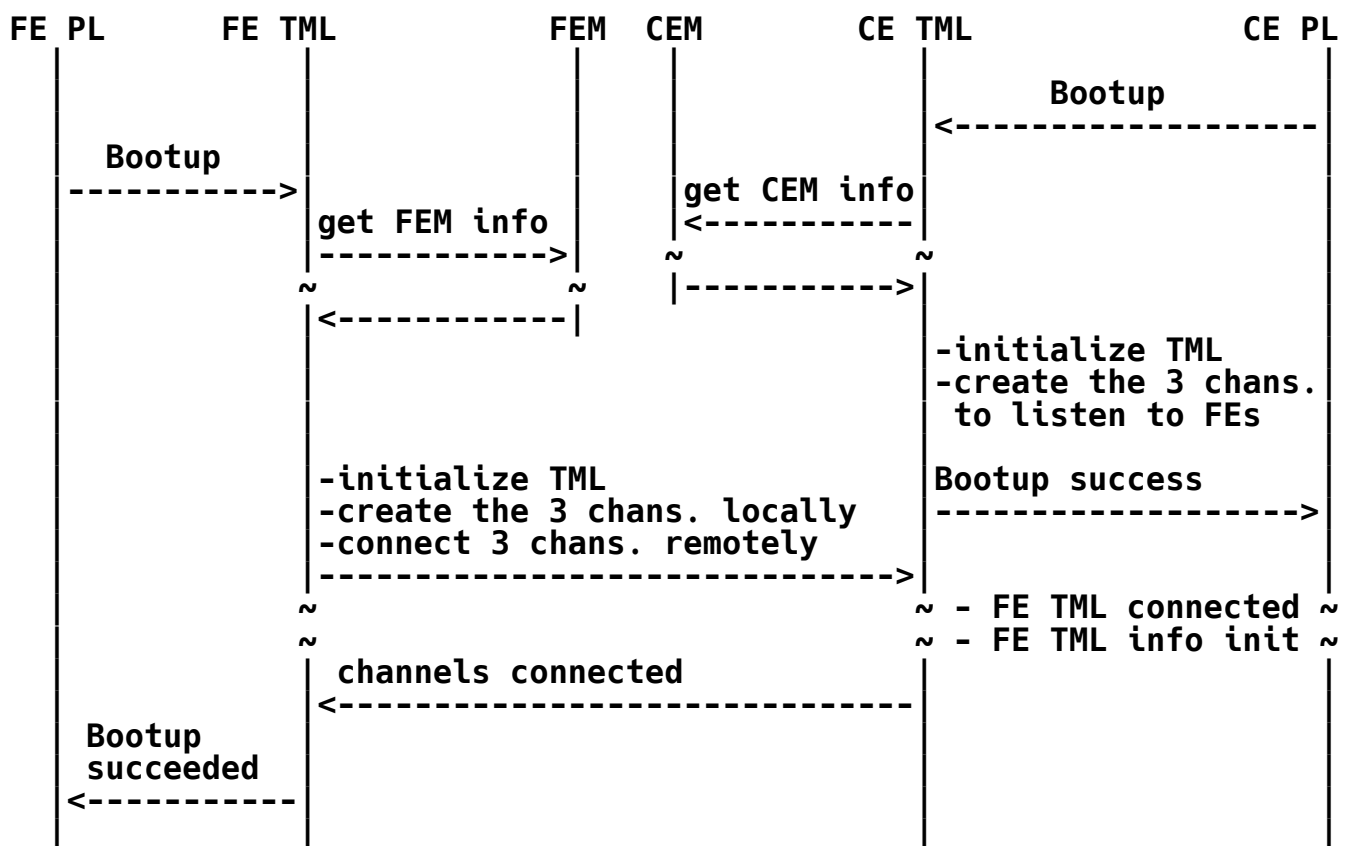 FE PL FE TML FEM CEM CE TML CE PL
Bootup
Bootup
get CEM info
get FEM info
-initialize TML
-create the 3 chans.
to listen to FEs
-initialize TML Bootup success
-create the 3 chans. locally
-connect 3 chans. remotely
~ ~ - FE TML connected ~
~ ~ - FE TML info init ~
channels connected
Bootup
succeeded